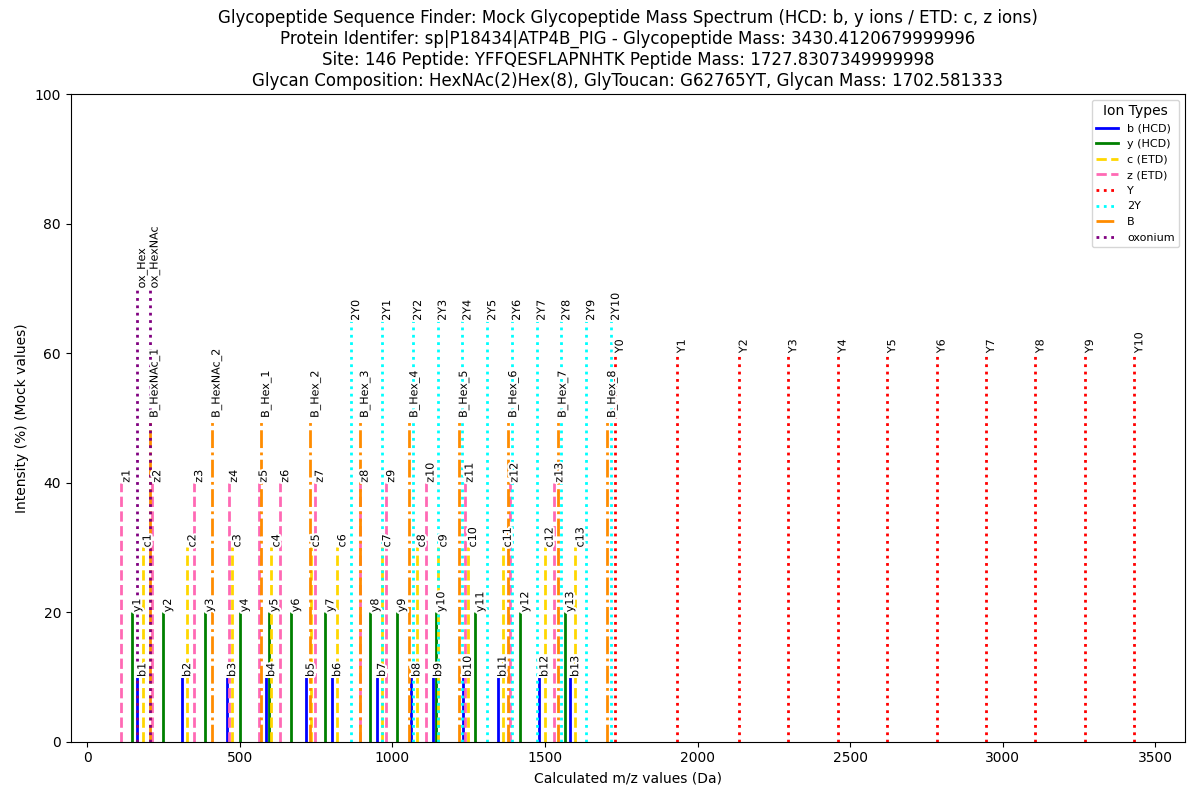 Glycopeptide Sequence Finder: Mock Glycopeptide Mass Spectrum (HCD: b, y ions / ETD: c, z ions)
Protein Identifer: sp|P18434|ATP4B_PIG - Glycopeptide Mass: 3430.4120679999996
Site: 146 Peptide: YFFQESFLAPNHTK Peptide Mass: 1727.8307349999998
Glycan Composition: HexNAc(2)Hex(8), GlyToucan: G62765YT, Glycan Mass: 1702.581333
Intensity (%) (Mock values)
100
80
60
40
20
0
Ion Types
b (HCD)
y (HCD)
c (ETD)
z (ETD)
Y
2Y
B
oxonium
ox_Hex
ox_HexNAc
2Y0
2Y1
2Y2
2Y3
2Y4
2Y5
2Y6
2Y7
2Y8
2Y9
2Y10
Y0
Y1
Y2
Y3
Y4
Y5
Y6
Y7
Y8
Y9
Y10
B_HexNAc_1
B_HexNAc_2
B_Hex_1
B_Hex_2
B_Hex_3
B_Hex_4
B_Hex_5
B_Hex_6
B_Hex_7
B_Hex_8
z1
z2
z3
z4
z5
z6
z7
z8
z9
z10
z11
z12
z13
c1
c2
c3
c4
c5
c6
c7
c8
c9
c10
c11
c12
c13
y1
y2
y3
y4
y5
y6
y7
y8
y9
y10
y11
y12
y13
b1
b2
b3
b4
b5
b6
b7
b8
b9
b10
b11
b12
b13
0
500
1000
1500
2000
2500
3000
3500
Calculated m/z values (Da)